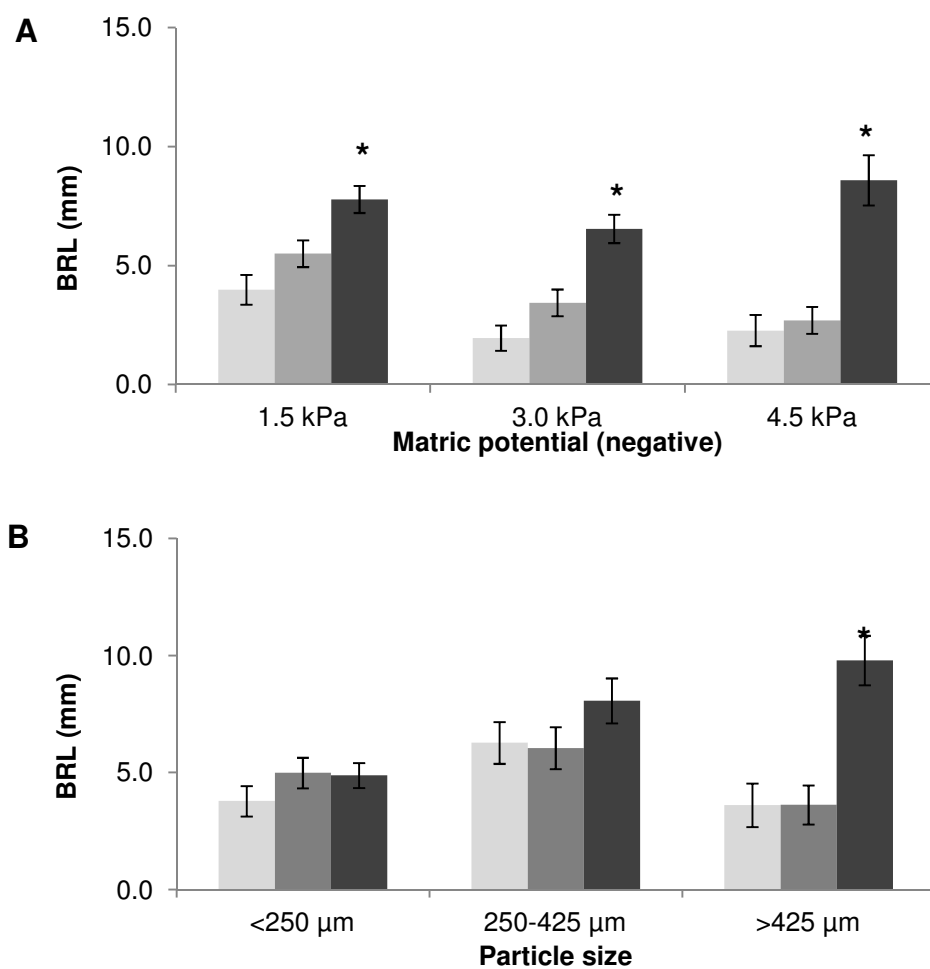 A
BRL (mm)
15.0
10.0
5.0
0.0
*
*
*
1.5 kPa
3.0 kPa
4.5 kPa
Matric potential (negative)
B
BRL (mm)
15.0
10.0
5.0
0.0
*
<250 µm
250-425 µm
>425 µm
Particle size